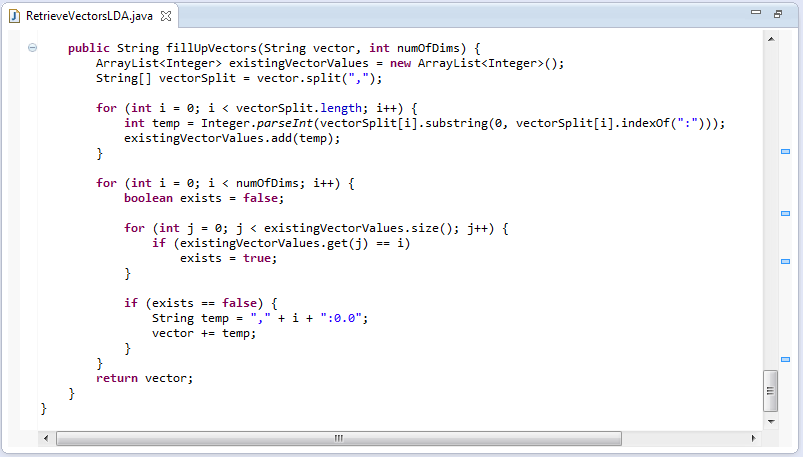 RetrieveVectorsLDA.java
public String fillUpVectors(String vector, int numOfDims) {
ArrayList<Integer> existingVectorValues = new ArrayList<Integer>();
String[] vectorSplit = vector.split(",");
for (int i = 0; i < vectorSplit.length; i++) {
int temp = Integer.parseInt(vectorSplit[i].substring(0, vectorSplit[i].indexOf(":")));
existingVectorValues.add(temp);
}
for (int i = 0; i < numOfDims; i++) {
boolean exists = false;
for (int j = 0; j < existingVectorValues.size(); j++) {
if (existingVectorValues.get(j) == i)
exists = true;
}
if (exists == false) {
String temp = "," + i + ":0.0";
vector += temp;
}
}
return vector;
}
}